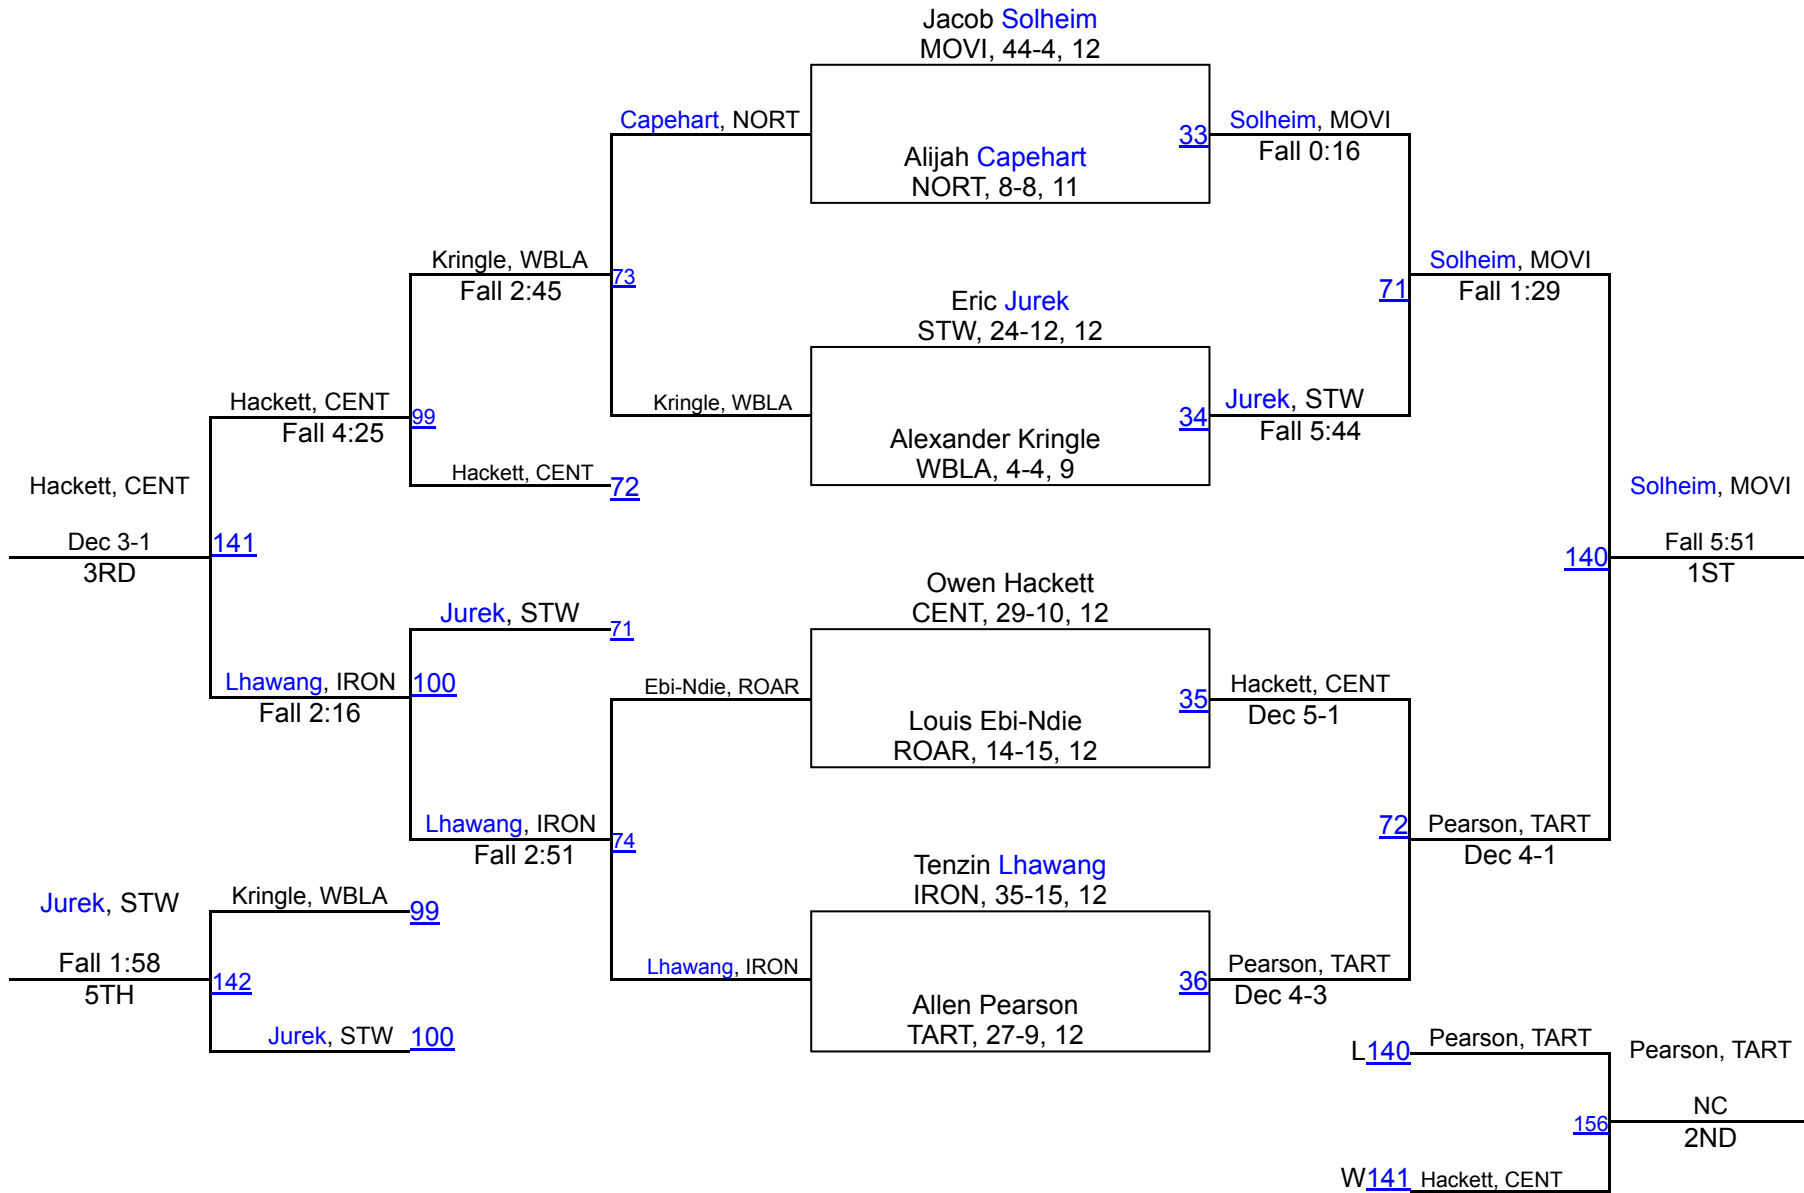 Jacob Solheim
MOVI, 44-4, 12
Capehart, NORT
33
Solheim, MOVI
Fall 0:16
Alijah Capehart
NORT, 8-8, 11
Kringle, WBLA
Fall 2:45
73
Solheim, MOVI
Fall 1:29
71
Eric Jurek
STW, 24-12, 12
Kringle, WBLA
34
Jurek, STW
Fall 5:44
Alexander Kringle
WBLA, 4-4, 9
Hackett, CENT
Fall 4:25
99
Hackett, CENT
72
Hackett, CENT
Dec 3-1
3RD
141
Solheim, MOVI
Fall 5:51
1ST
140
Owen Hackett
CENT, 29-10, 12
Jurek, STW
71
Lhawang, IRON
Fall 2:16
100
Ebi-Ndie, ROAR
35
Hackett, CENT
Dec 5-1
Louis Ebi-Ndie
ROAR, 14-15, 12
Lhawang, IRON
Fall 2:51
74
72
Pearson, TART
Dec 4-1
Tenzin Lhawang
IRON, 35-15, 12
Jurek, STW
Fall 1:58
5TH
Kringle, WBLA
99
142
Jurek, STW
100
Lhawang, IRON
36
Pearson, TART
Dec 4-3
Allen Pearson
TART, 27-9, 12
L140
Pearson, TART
Pearson, TART
NC
2ND
156
W141
Hackett, CENT